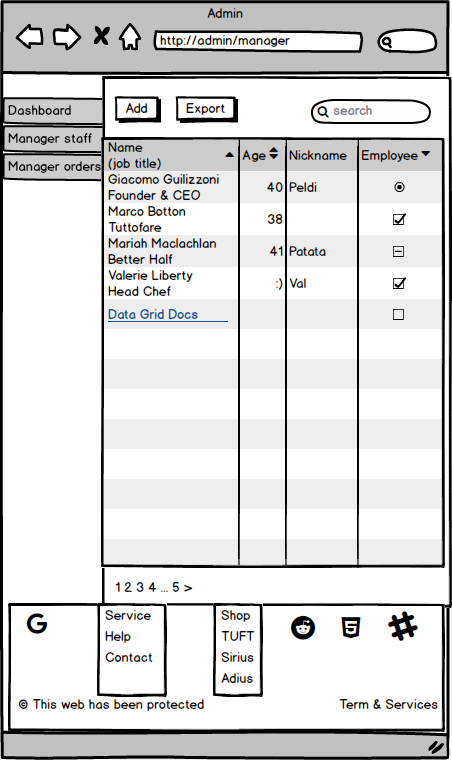 Admin
http://admin/manager
Dashboard
Manager staff
Manager orders
Add
Export
search
Name
(job title)
Age
Nickname
Employee
Giacomo Guilizzoni
Founder & CEO
40
Peldi
Marco Botton
Tuttofare
38
Mariah Maclachlan
Better Half
41
Patata
Valerie Liberty
Head Chef
:)
Val
Data Grid Docs
1 2 3 4 ... 5 >
G
Service
Help
Contact
Shop
TUFT
Sirius
Adius
5
© This web has been protected
Term & Services